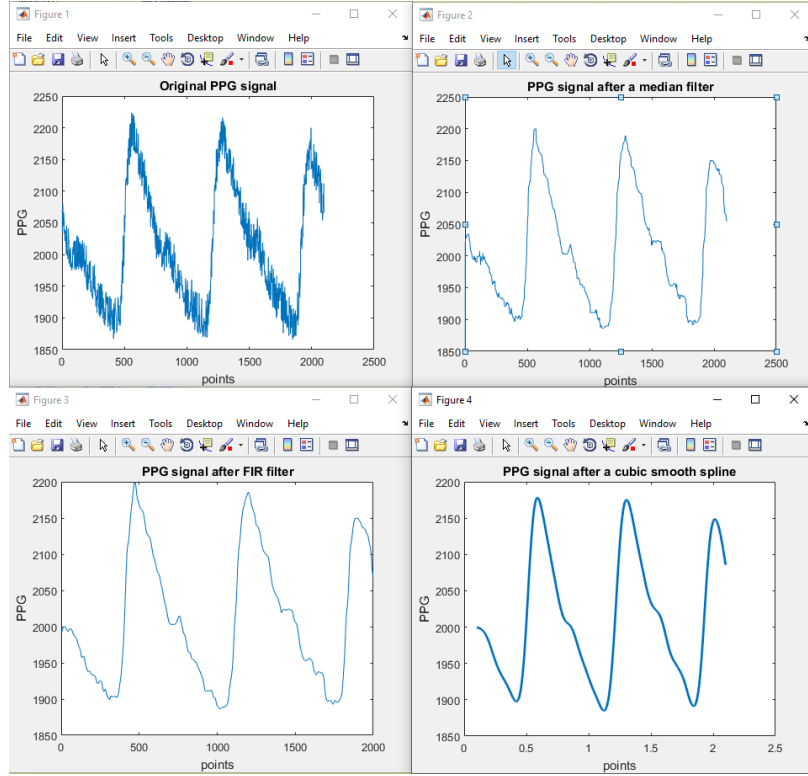 Figure 1
File Edit View Insert Tools Desktop Window Help
Original PPG signal
2250
2200
2150
2100
2050
2000
1950
1900
1850
PPG
0 500 1000 1500 2000 2500
points
Figure 2
File Edit View Insert Tools Desktop Window Help
PPG signal after a median filter
2250
2200
2150
2100
2050
2000
1950
1900
1850
PPG
0 500 1000 1500 2000 2500
points
Figure 3
File Edit View Insert Tools Desktop Window Help
PPG signal after FIR filter
2200
2150
2100
2050
2000
1950
1900
1850
PPG
0 500 1000 1500 2000
points
Figure 4
File Edit View Insert Tools Desktop Window Help
PPG signal after a cubic smooth spline
2200
2150
2100
2050
2000
1950
1900
1850
PPG
0 0.5 1 1.5 2 2.5
points